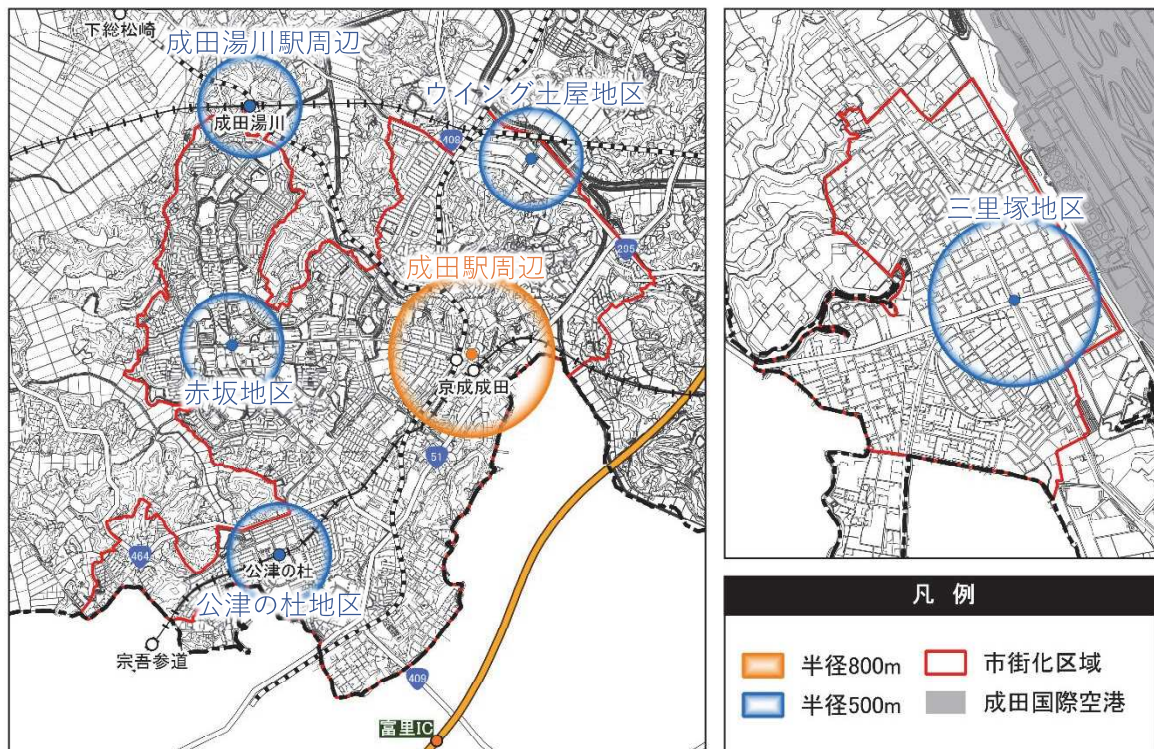 下総松崎
成田湯川駅周辺
成田湯川
ウイング土屋地区
408
295
成田駅周辺
京成成田
赤坂地区
51
464
公津の杜
公津の杜地区
宗吾参道
409
富里IC
三里塚地区
凡例
半径800m
市街化区域
半径500m
成田国際空港